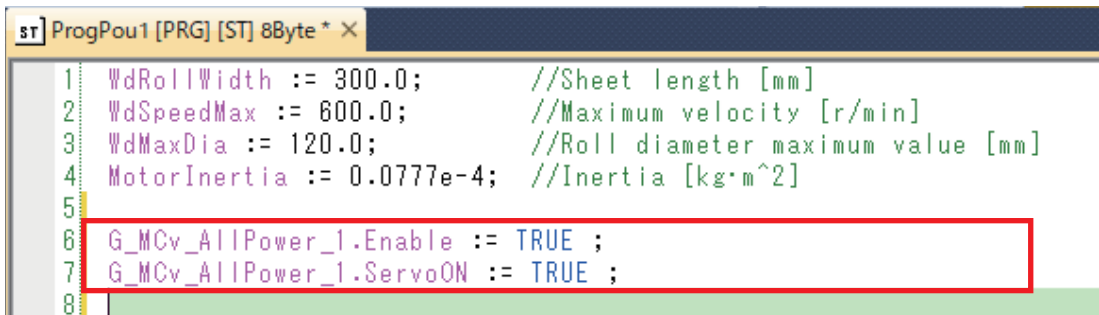 ST ProgPou1 [PRG] [ST] 8Byte * ×
1 WdRollWidth := 300.0; //Sheet length [mm]
2 WdSpeedMax := 600.0; //Maximum velocity [r/min]
3 WdMaxDia := 120.0; //Roll diameter maximum value [mm]
4 MotorInertia := 0.0777e-4; //Inertia [kg·m^2]
5
6 G_MCv_AllPower_1.Enable := TRUE ;
7 G_MCv_AllPower_1.ServoON := TRUE ;
8